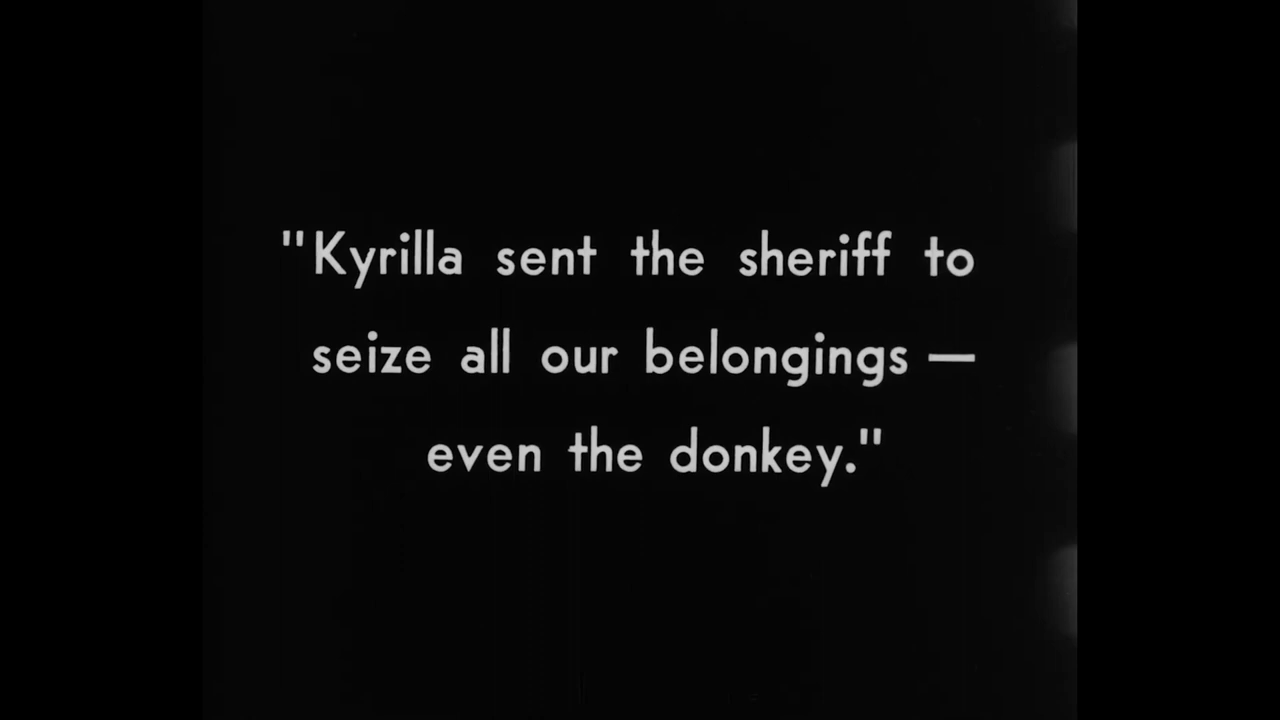 "Kyrilla sent the sheriff to
seize all our belongings —
even the donkey."